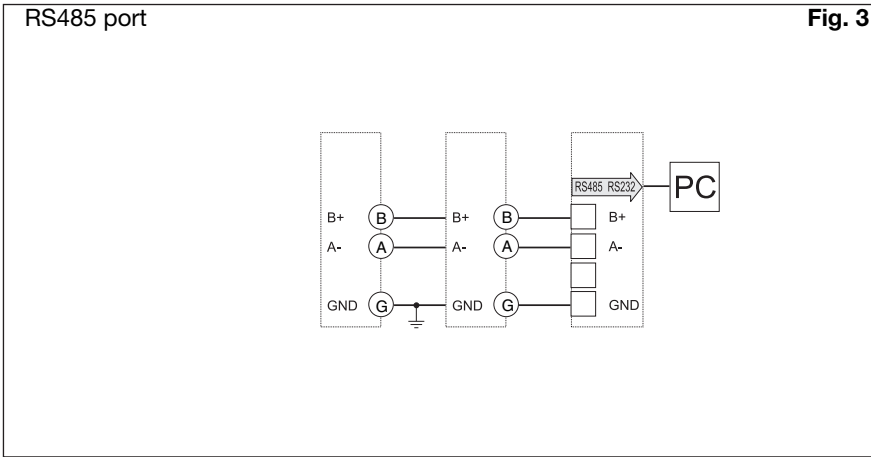 RS485 port Fig. 3
RS485 RS232 PC
B+ B B+ B B+
A- A A- A A-
GND G GND G GND